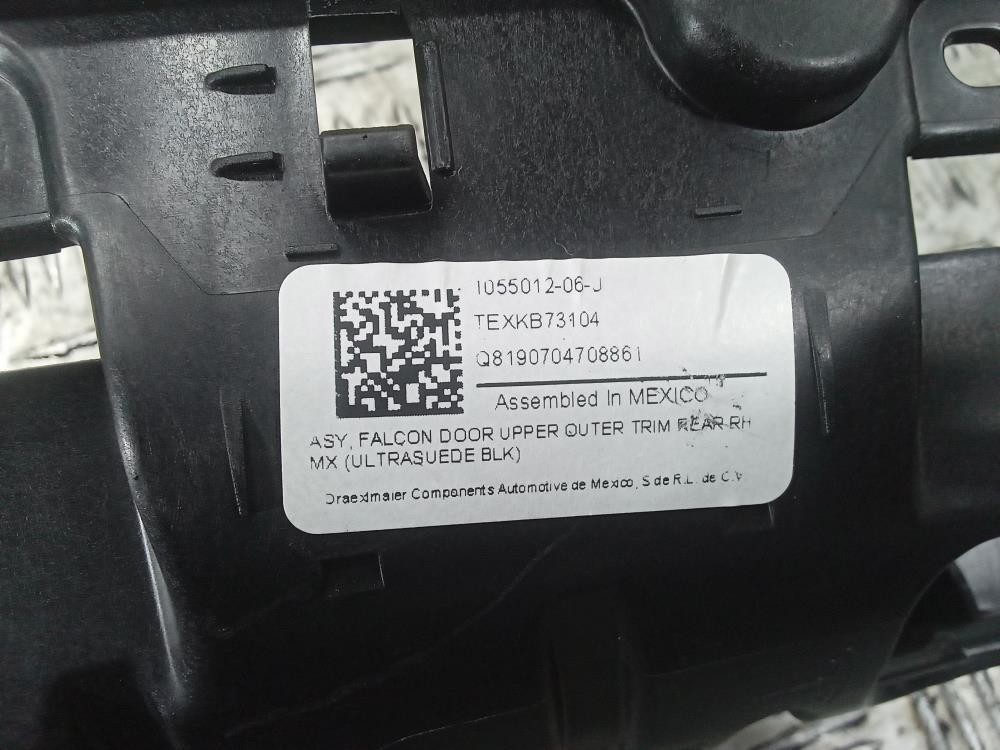 1055012-06-J
TEXKB73104
Q8190704708861
Assembled In MEXICO
ASY, FALCON DOOR UPPER OUTER TRIM REAR RH
MX (ULTRASUEDE BLK)
Draexlmaier Components Automotive de Mexico, S de R.L. de C.V